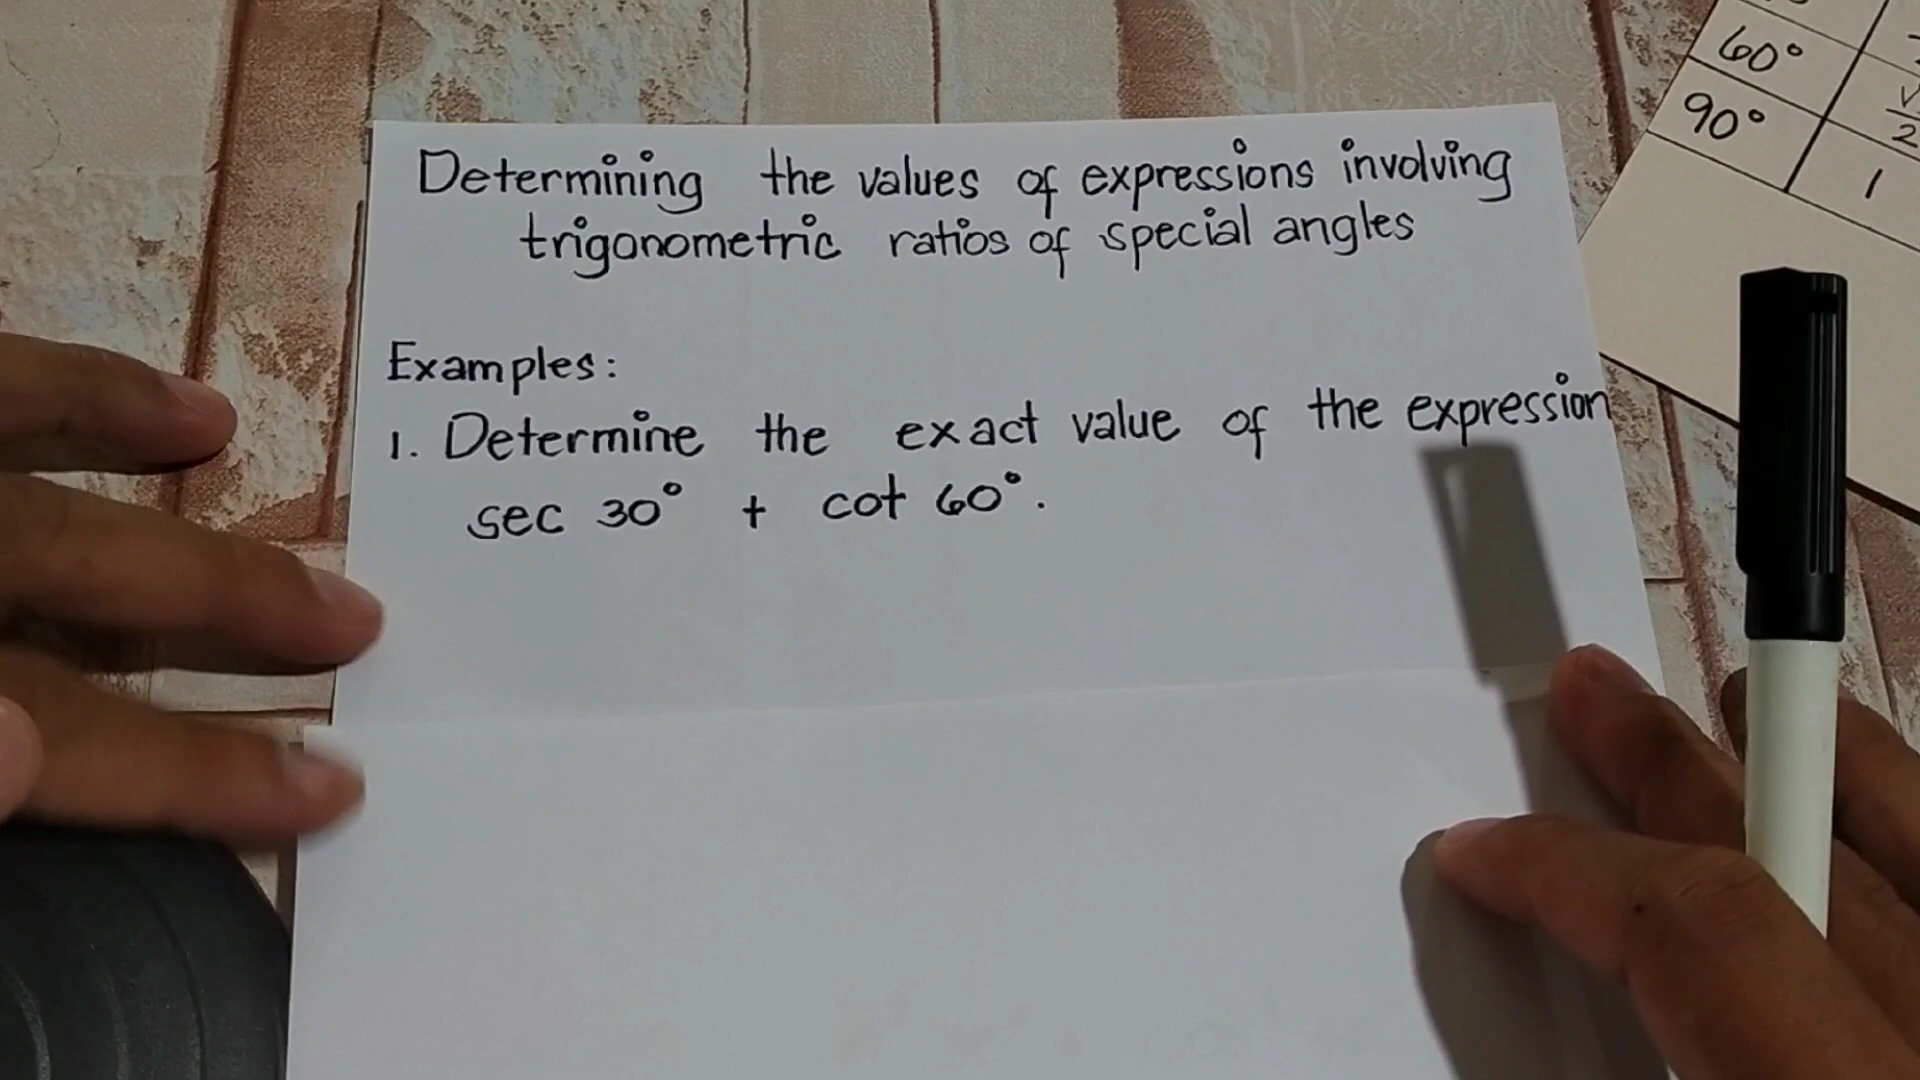 Determining the values of expressions involving
trigonometric ratios of special angles
Examples:
1. Determine the exact value of the expression
sec 30° + cot 60°.
60°
90°
2
1